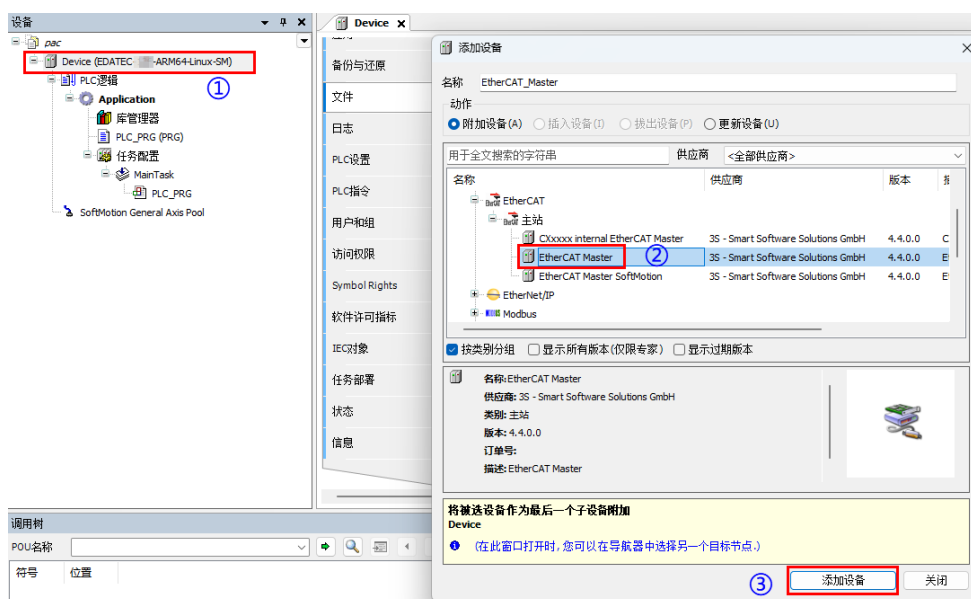 设备
pac
Device (EDATEC- -ARM64-Linux-SM)
①
PLC逻辑
Application
库管理器
PLC_PRG (PRG)
任务配置
MainTask
PLC_PRG
SoftMotion General Axis Pool
Device
备份与还原
文件
日志
PLC设置
PLC指令
用户和组
访问权限
Symbol Rights
软件许可指标
IEC对象
任务部署
状态
信息
添加设备
名称 EtherCAT_Master
动作
附加设备(A) 插入设备(I) 拔出设备(P) 更新设备(U)
用于全文搜索的字符串 供应商 <全部供应商>
名称 供应商 版本
EtherCAT
主站
CXxxxx internal EtherCAT Master 3S - Smart Software Solutions GmbH 4.4.0.0 C
EtherCAT Master ② 3S - Smart Software Solutions GmbH 4.4.0.0
EtherCAT Master SoftMotion 3S - Smart Software Solutions GmbH 4.4.0.0
EtherNet/IP
Modbus
按类别分组 显示所有版本(仅限专家) 显示过期版本
名称:EtherCAT Master
供应商: 3S - Smart Software Solutions GmbH
类别: 主站
版本: 4.4.0.0
订单号:
描述: EtherCAT Master
将被选设备作为最后一个子设备附加
Device
(在此窗口打开时,您可以在导航器中选择另一个目标节点.)
③ 添加设备 关闭
调用树
POU名称
符号 位置